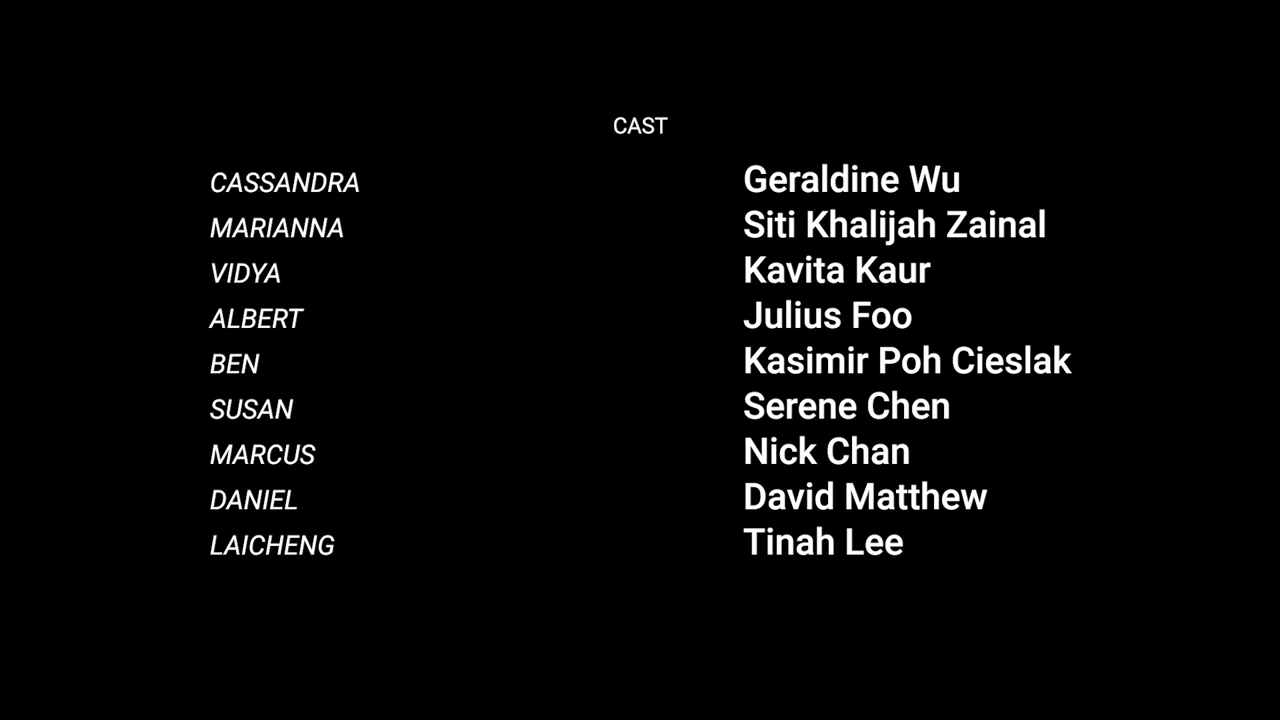 CAST
CASSANDRA Geraldine Wu
MARIANNA Siti Khalijah Zainal
VIDYA Kavita Kaur
ALBERT Julius Foo
BEN Kasimir Poh Cieslak
SUSAN Serene Chen
MARCUS Nick Chan
DANIEL David Matthew
LAICHENG Tinah Lee